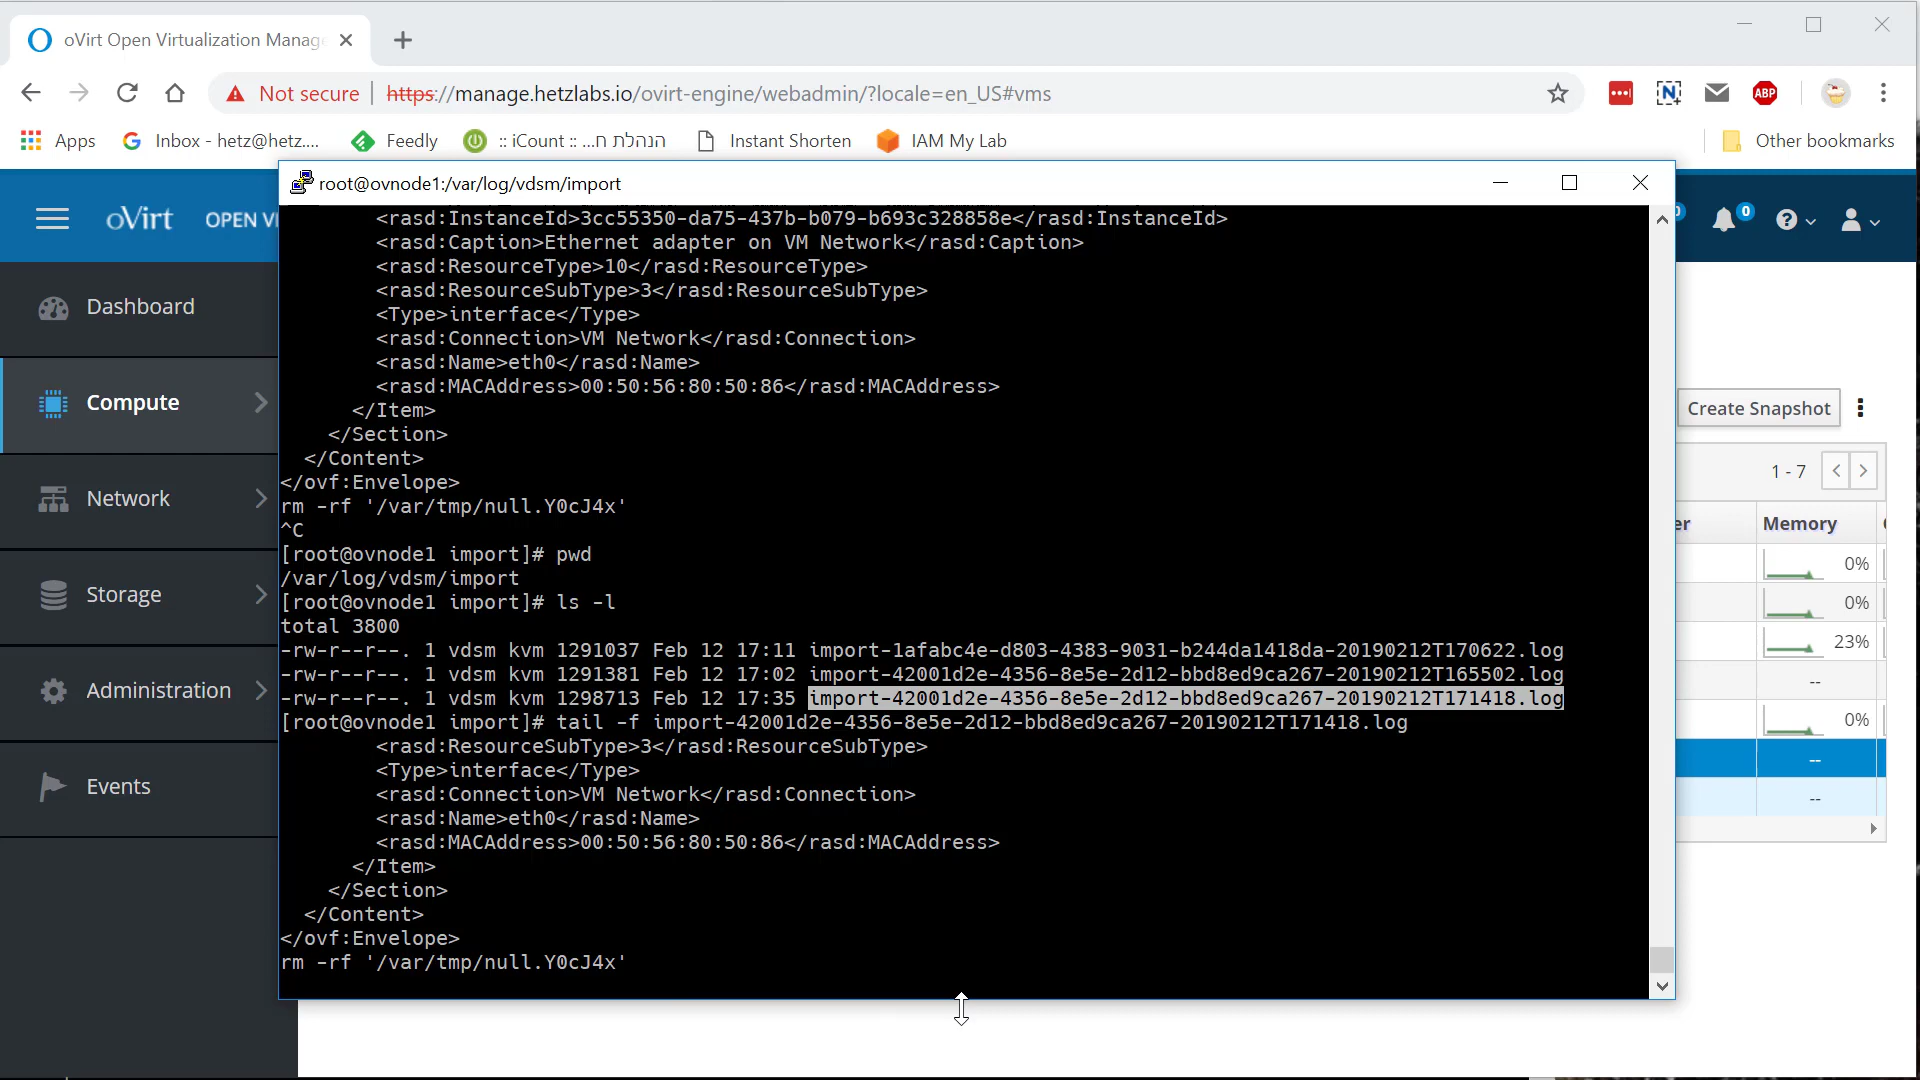 oVirt Open Virtualization Manage
Not secure | https://manage.hetzlabs.io/ovirt-engine/webadmin/?locale=en_US#vms
ABP
Apps
Inbox - hetz@hetz....
Feedly
:: iCount :: ...הנהלת ח
Instant Shorten
IAM My Lab
Other bookmarks
root@ovnode1:/var/log/vdsm/import
oVirt OPEN VI
0
0
Dashboard
Compute
Network
Storage
Administration
Events
<rasd:InstanceId>3cc55350-da75-437b-b079-b693c328858e</rasd:InstanceId>
<rasd:Caption>Ethernet adapter on VM Network</rasd:Caption>
<rasd:ResourceType>10</rasd:ResourceType>
<rasd:ResourceSubType>3</rasd:ResourceSubType>
<Type>interface</Type>
<rasd:Connection>VM Network</rasd:Connection>
<rasd:Name>eth0</rasd:Name>
<rasd:MACAddress>00:50:56:80:50:86</rasd:MACAddress>
</Item>
</Section>
</Content>
</ovf:Envelope>
rm -rf '/var/tmp/null.Y0cJ4x'
^C
[root@ovnode1 import]# pwd
/var/log/vdsm/import
[root@ovnode1 import]# ls -l
total 3800
-rw-r--r--. 1 vdsm kvm 1291037 Feb 12 17:11 import-1afabc4e-d803-4383-9031-b244da1418da-20190212T170622.log
-rw-r--r--. 1 vdsm kvm 1291381 Feb 12 17:02 import-42001d2e-4356-8e5e-2d12-bbd8ed9ca267-20190212T165502.log
-rw-r--r--. 1 vdsm kvm 1298713 Feb 12 17:35 import-42001d2e-4356-8e5e-2d12-bbd8ed9ca267-20190212T171418.log
[root@ovnode1 import]# tail -f import-42001d2e-4356-8e5e-2d12-bbd8ed9ca267-20190212T171418.log
<rasd:ResourceSubType>3</rasd:ResourceSubType>
<Type>interface</Type>
<rasd:Connection>VM Network</rasd:Connection>
<rasd:Name>eth0</rasd:Name>
<rasd:MACAddress>00:50:56:80:50:86</rasd:MACAddress>
</Item>
</Section>
</Content>
</ovf:Envelope>
rm -rf '/var/tmp/null.Y0cJ4x'
Create Snapshot
1 - 7
er Memory
0%
0%
23%
--
0%
--
--